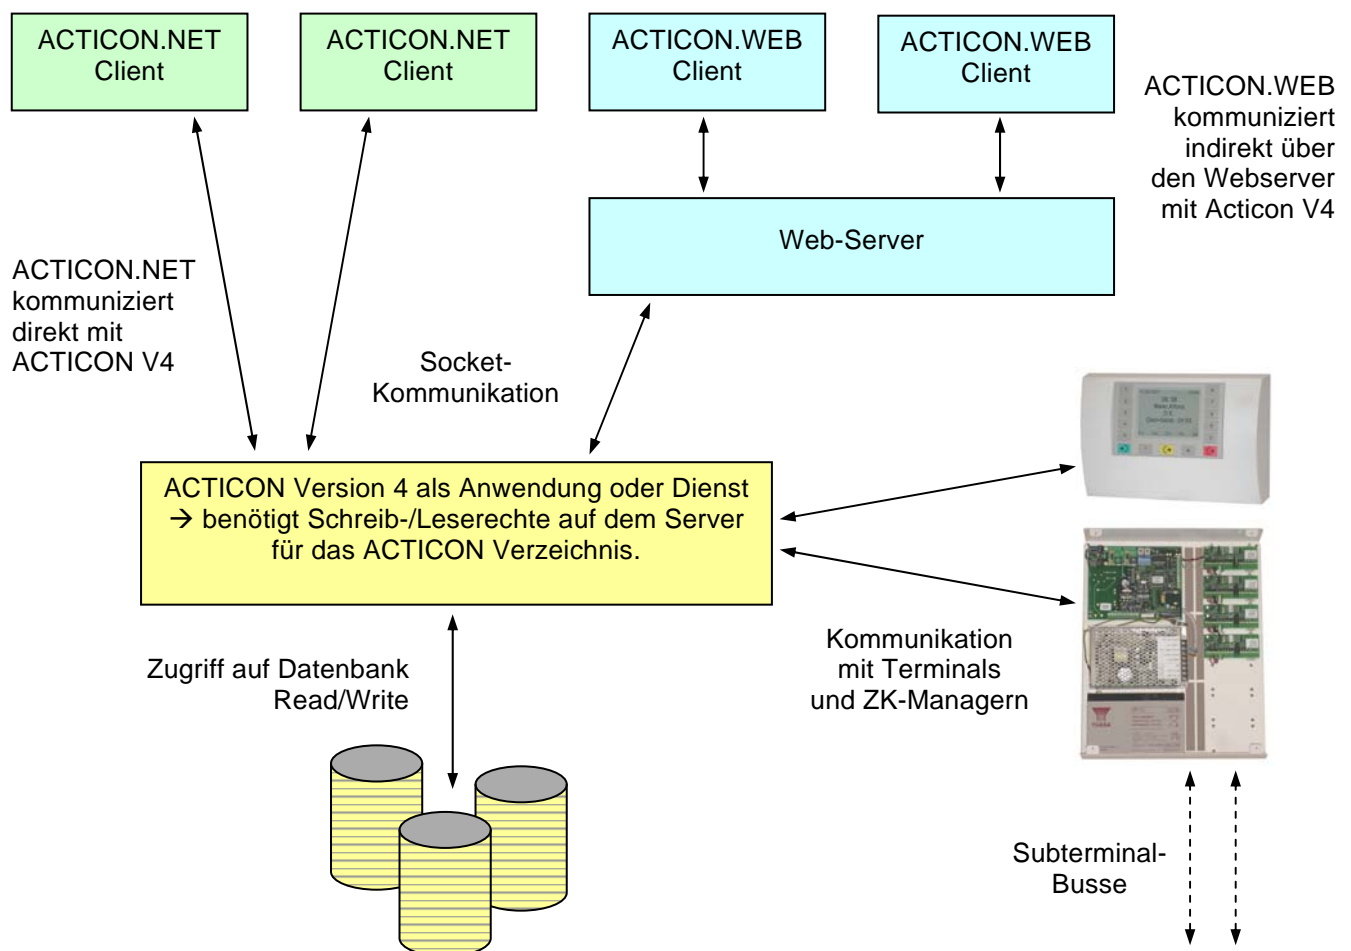 ACTICON.NET
Client
ACTICON.NET
Client
ACTICON.WEB
Client
ACTICON.WEB
Client
ACTICON.WEB
kommuniziert
indirekt über
den Webserver
mit Acticon V4
Web-Server
ACTICON.NET
kommuniziert
direkt mit
ACTICON V4
Socket-
Kommunikation
ACTICON Version 4 als Anwendung oder Dienst
→ benötigt Schreib-/Leserechte auf dem Server
für das ACTICON Verzeichnis.
Kommunikation
mit Terminals
und ZK-Managern
Zugriff auf Datenbank
Read/Write
Subterminal-
Busse